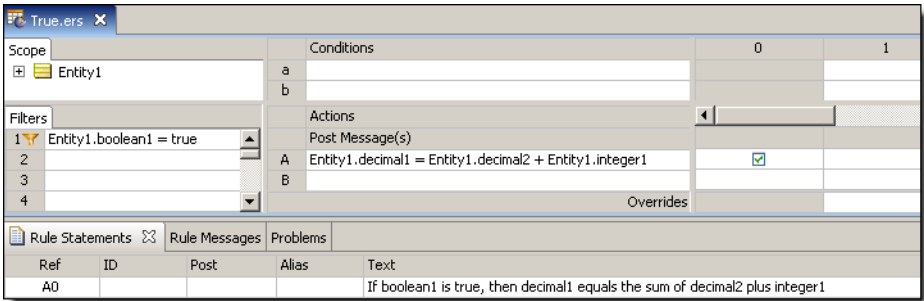 True.ers
Scope
Entity1
Conditions 0 1
a
b
Filters
1 Entity1.boolean1 = true
2
3
4
Actions
Post Message(s)
A Entity1.decimal1 = Entity1.decimal2 + Entity1.integer1
B
Overrides
Rule Statements Rule Messages Problems
Ref ID Post Alias Text
A0 If boolean1 is true, then decimal1 equals the sum of decimal2 plus integer1